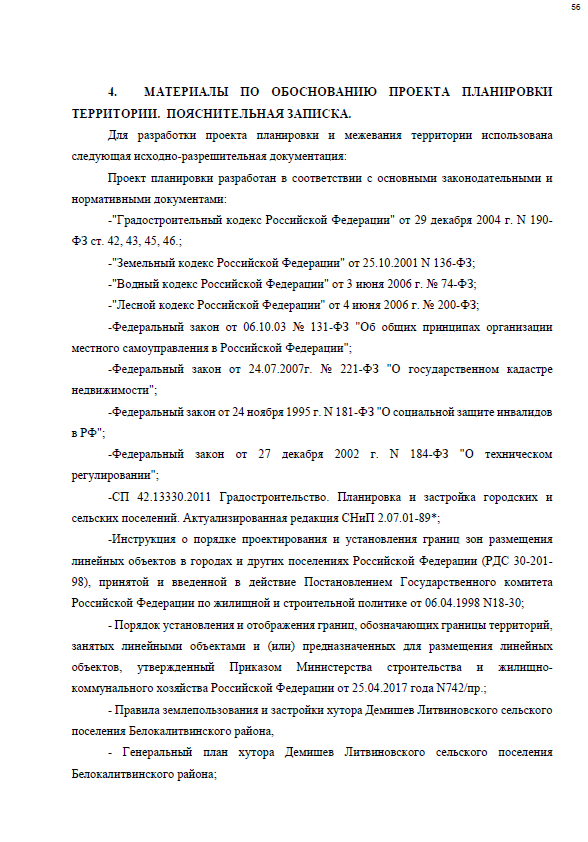 56
4. МАТЕРИАЛЫ ПО ОБОСНОВАНИЮ ПРОЕКТА ПЛАНИРОВКИ
ТЕРРИТОРИИ. ПОЯСНИТЕЛЬНАЯ ЗАПИСКА.
Для разработки проекта планировки и межевания территории использована
следующая исходно-разрешительная документация:
Проект планировки разработан в соответствии с основными законодательными и
нормативными документами:
-"Градостроительный кодекс Российской Федерации" от 29 декабря 2004 г. N 190-
ФЗ ст. 42, 43, 45, 46.;
-"Земельный кодекс Российской Федерации" от 25.10.2001 N 136-ФЗ;
-"Водный кодекс Российской Федерации" от 3 июня 2006 г. № 74-ФЗ;
-"Лесной кодекс Российской Федерации" от 4 июня 2006 г. № 200-ФЗ;
-Федеральный закон от 06.10.03 № 131-ФЗ "Об общих принципах организации
местного самоуправления в Российской Федерации";
-Федеральный закон от 24.07.2007г. № 221-ФЗ "О государственном кадастре
недвижимости";
-Федеральный закон от 24 ноября 1995 г. N 181-ФЗ "О социальной защите инвалидов
в РФ";
-Федеральный закон от 27 декабря 2002 г. N 184-ФЗ "О техническом
регулировании";
-СП 42.13330.2011 Градостроительство. Планировка и застройка городских и
сельских поселений. Актуализированная редакция СНиП 2.07.01-89*;
-Инструкция о порядке проектирования и установления границ зон размещения
линейных объектов в городах и других поселениях Российской Федерации (РДС 30-201-
98), принятой и введенной в действие Постановлением Государственного комитета
Российской Федерации по жилищной и строительной политике от 06.04.1998 N18-30;
- Порядок установления и отображения границ, обозначающих границы территорий,
занятых линейными объектами и (или) предназначенных для размещения линейных
объектов, утвержденный Приказом Министерства строительства и жилищно-
коммунального хозяйства Российской Федерации от 25.04.2017 года N742/пр.;
- Правила землепользования и застройки хутора Демишев Литвиновского сельского
поселения Белокалитвинского района,
- Генеральный план хутора Демишев Литвиновского сельского поселения
Белокалитвинского района;